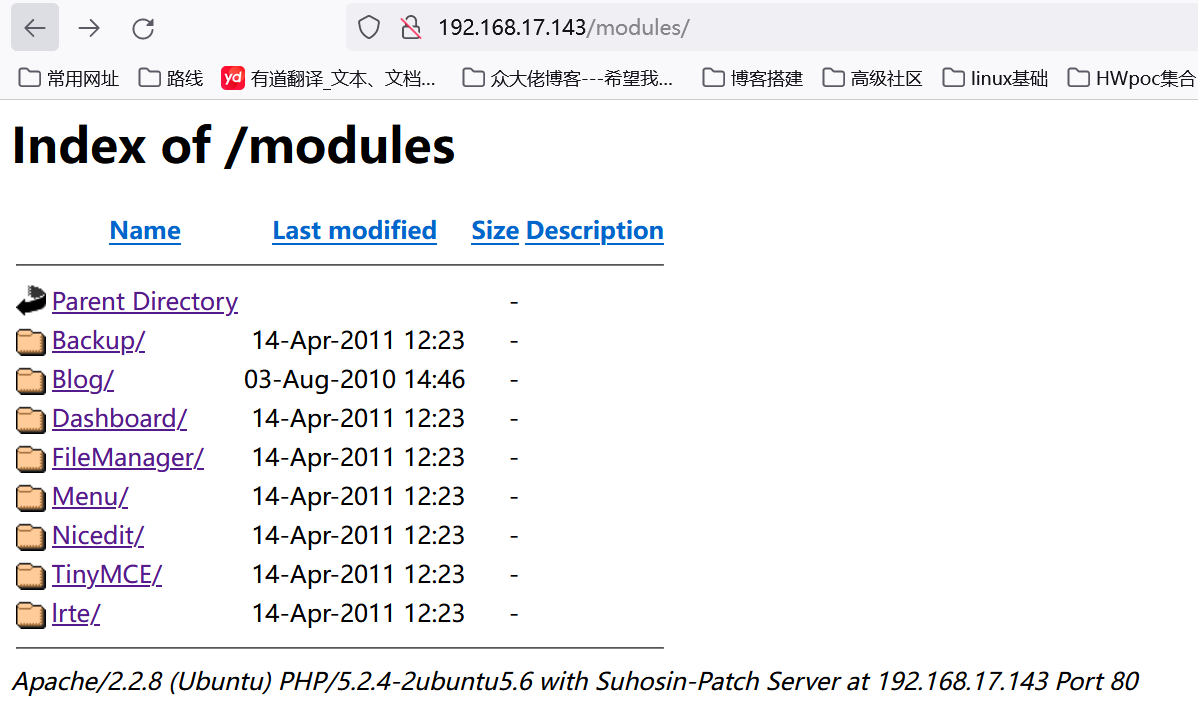 192.168.17.143/modules/
常用网址 路线 yd 有道翻译_文本、文档... 众大佬博客---希望我... 博客搭建 高级社区 linux基础 HWpoc集合
Index of /modules
Name Last modified Size Description
Parent Directory -
Backup/ 14-Apr-2011 12:23 -
Blog/ 03-Aug-2010 14:46 -
Dashboard/ 14-Apr-2011 12:23 -
FileManager/ 14-Apr-2011 12:23 -
Menu/ 14-Apr-2011 12:23 -
Nicedit/ 14-Apr-2011 12:23 -
TinyMCE/ 14-Apr-2011 12:23 -
lrte/ 14-Apr-2011 12:23 -
Apache/2.2.8 (Ubuntu) PHP/5.2.4-2ubuntu5.6 with Suhosin-Patch Server at 192.168.17.143 Port 80